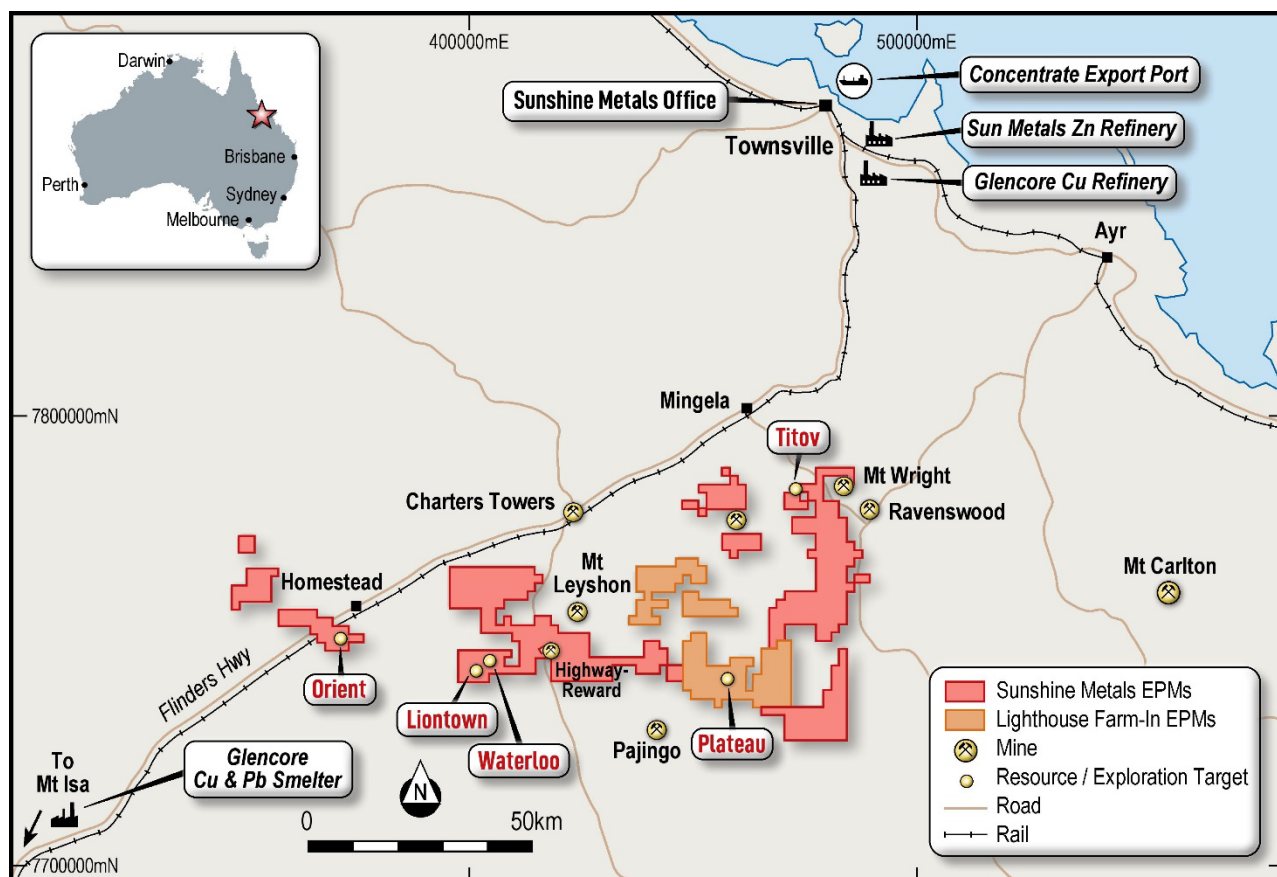 400000mE
500000mE
Darwin
Brisbane
Perth
Sydney
Melbourne
Sunshine Metals Office
Concentrate Export Port
Sun Metals Zn Refinery
Townsville
Glencore Cu Refinery
Ayr
7800000mN
Mingela
Titov
Mt Wright
Charters Towers
Ravenswood
Mt
Leyshon
Mt Carlton
Homestead
Highway-
Reward
Flinders Hwy
Orient
Liontown
Waterloo
Pajingo
Plateau
To
Mt Isa
Glencore
Cu & Pb Smelter
N
0
50km
7700000mN
Sunshine Metals EPMs
Lighthouse Farm-In EPMs
Mine
Resource / Exploration Target
Road
Rail